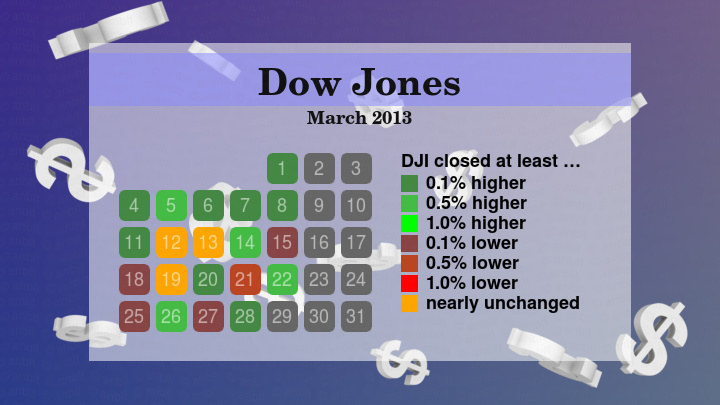 Dow Jones
March 2013
1 2 3
4 5 6 7 8 9 10
11 12 13 14 15 16 17
18 19 20 21 22 23 24
25 26 27 28 29 30 31
DJI closed at least …
0.1% higher
0.5% higher
1.0% higher
0.1% lower
0.5% lower
1.0% lower
nearly unchanged